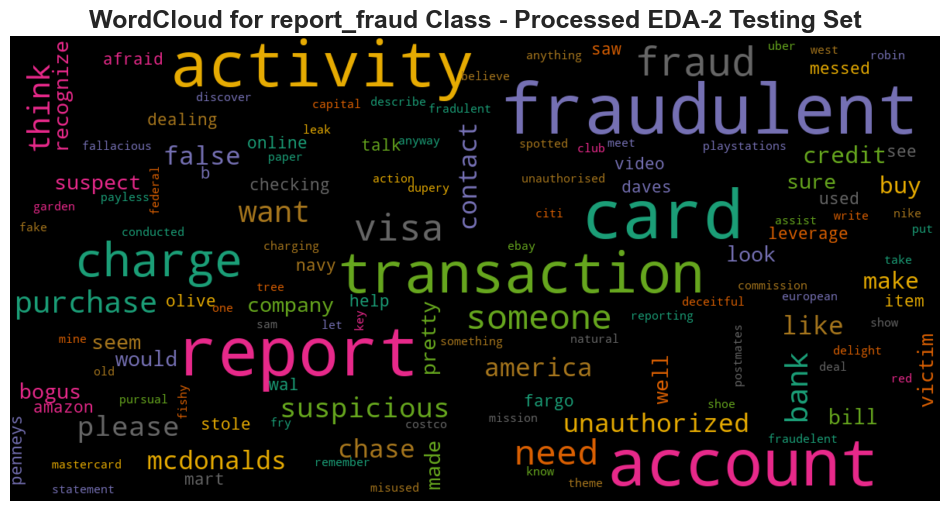 WordCloud for report_fraud Class - Processed EDA-2 Testing Set
think
recognize
afraid
activity
believe
anything
saw
fraud
uber
west
messed
robin
discover
capital
describe
fradulent
fraudulent
dealing
leak
fallacious
false
online
paper
talk
anyway
contact
spotted
club
meet
playstations
credit
see
b
suspect
federal
checking
action
dupery
unauthorised
video
daves
sure
used
buy
payless
garden
want
visa
citi
card
assist
write
nike
leverage
put
fake
conducted
charging
ebay
look
take
charge
navy
transaction
commission
make
tree
european
item
purchase
olive
one
company
help
deceitful
key
pretty
someone
reporting
sam
let
like
show
mine
seem
something
natural
postmates
would
report
america
well
delight
deal
old
bank
victim
red
wal
bogus
pursual
fishy
suspicious
fargo
shoe
amazon
bill
please
stole
fry
costco
mission
unauthorized
penneys
chase
made
need
fraudelent
mastercard
mcdonalds
remember
know
account
statement
mart
misused
theme